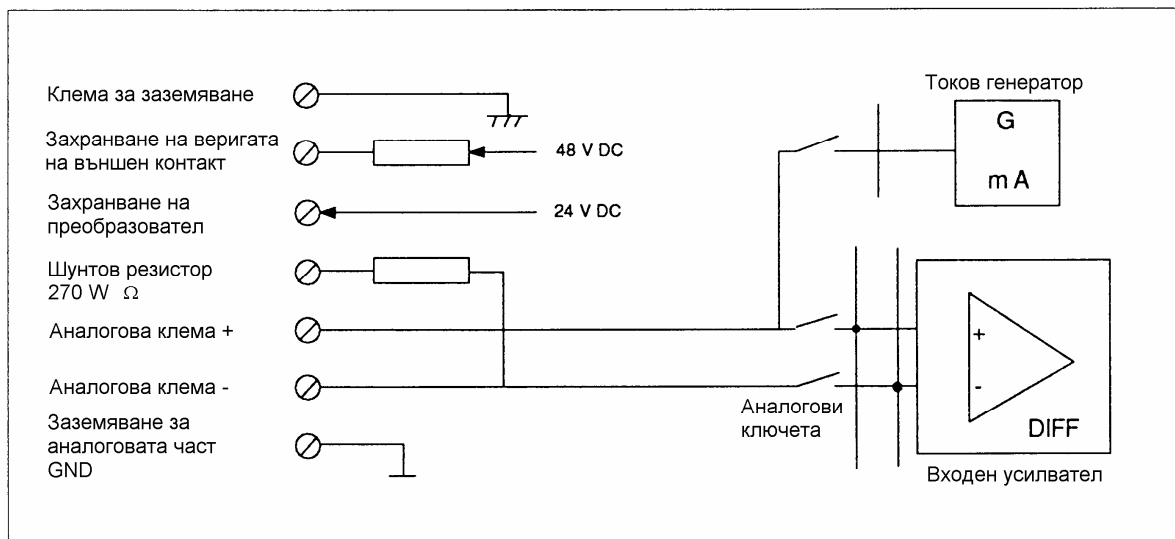 Клема за заземяване
Захранване на веригата
на външен контакт
48 V DC
Захранване на
преобразовател
24 V DC
Шунтов резистор
270 W Ω
Аналогова клема +
Аналогова клема -
Заземяване за
аналоговата част
GND
Токов генератор
G
m A
+
-
DIFF
Аналогови
ключета
Входен усилвател